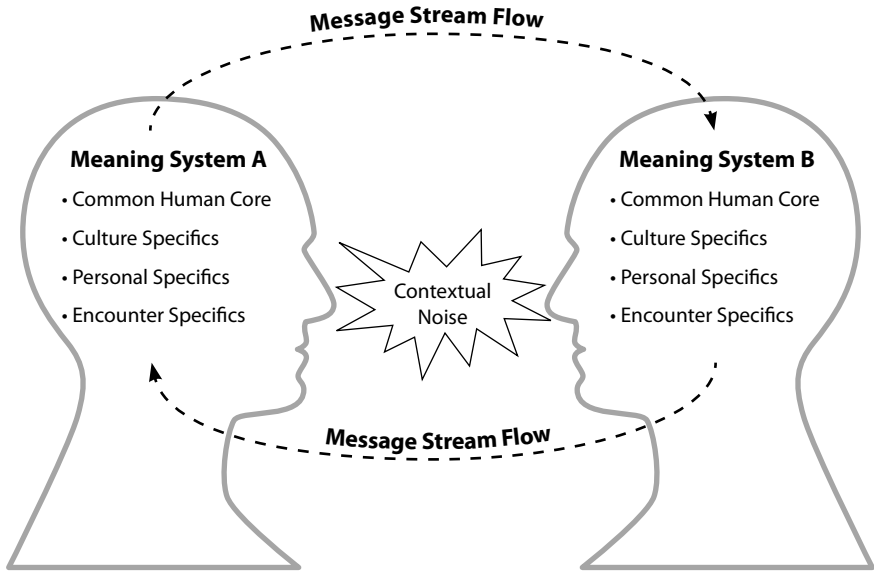 Message Stream Flow
Meaning System A
• Common Human Core
• Culture Specifics
• Personal Specifics
• Encounter Specifics
Contextual
Noise
Meaning System B
• Common Human Core
• Culture Specifics
• Personal Specifics
• Encounter Specifics
Message Stream Flow